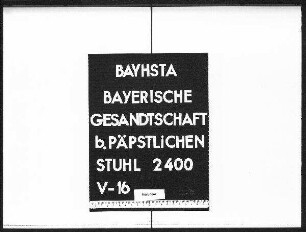 BAYHSTA
BAYERISCHE
GESANDTSCHAFT
b. PÄPSTLiCHEN
STUHL 2400
V-16